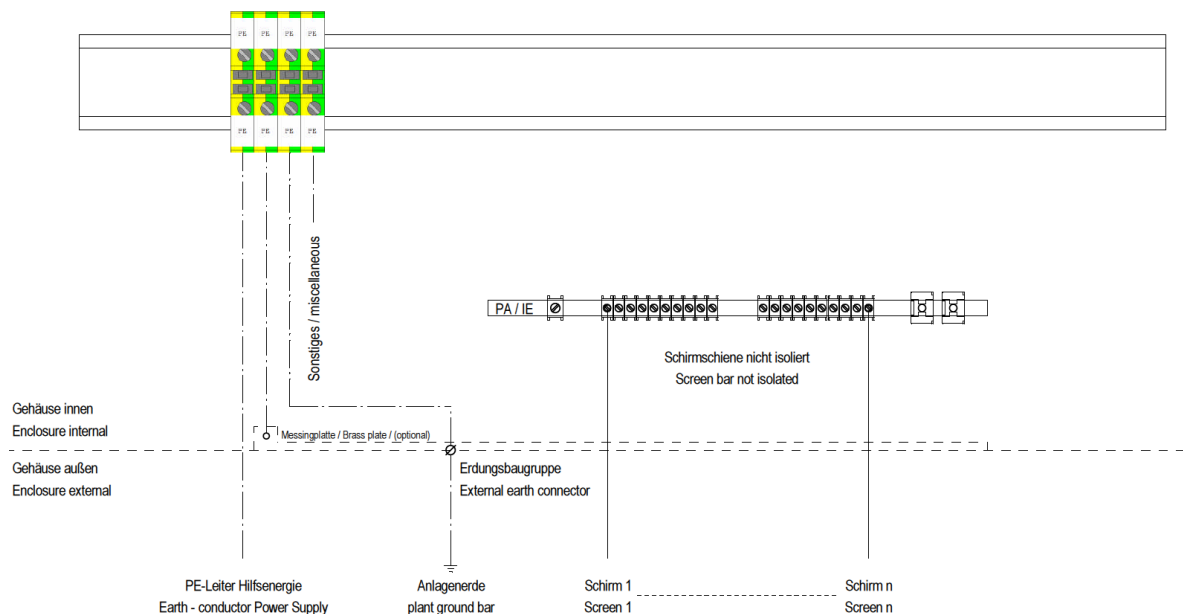 PE PE PE PE
PE PE PE PE
Sonstiges / miscellaneous
PA / IE
Schirmschiene nicht isoliert
Screen bar not isolated
Gehäuse innen
Enclosure internal
Messingplatte / Brass plate / (optional)
Gehäuse außen
Enclosure external
Erdungsbaugruppe
External earth connector
PE-Leiter Hilfsenergie
Earth - conductor Power Supply
Anlagenerde
plant ground bar
Schirm 1
Screen 1
Schirm n
Screen n